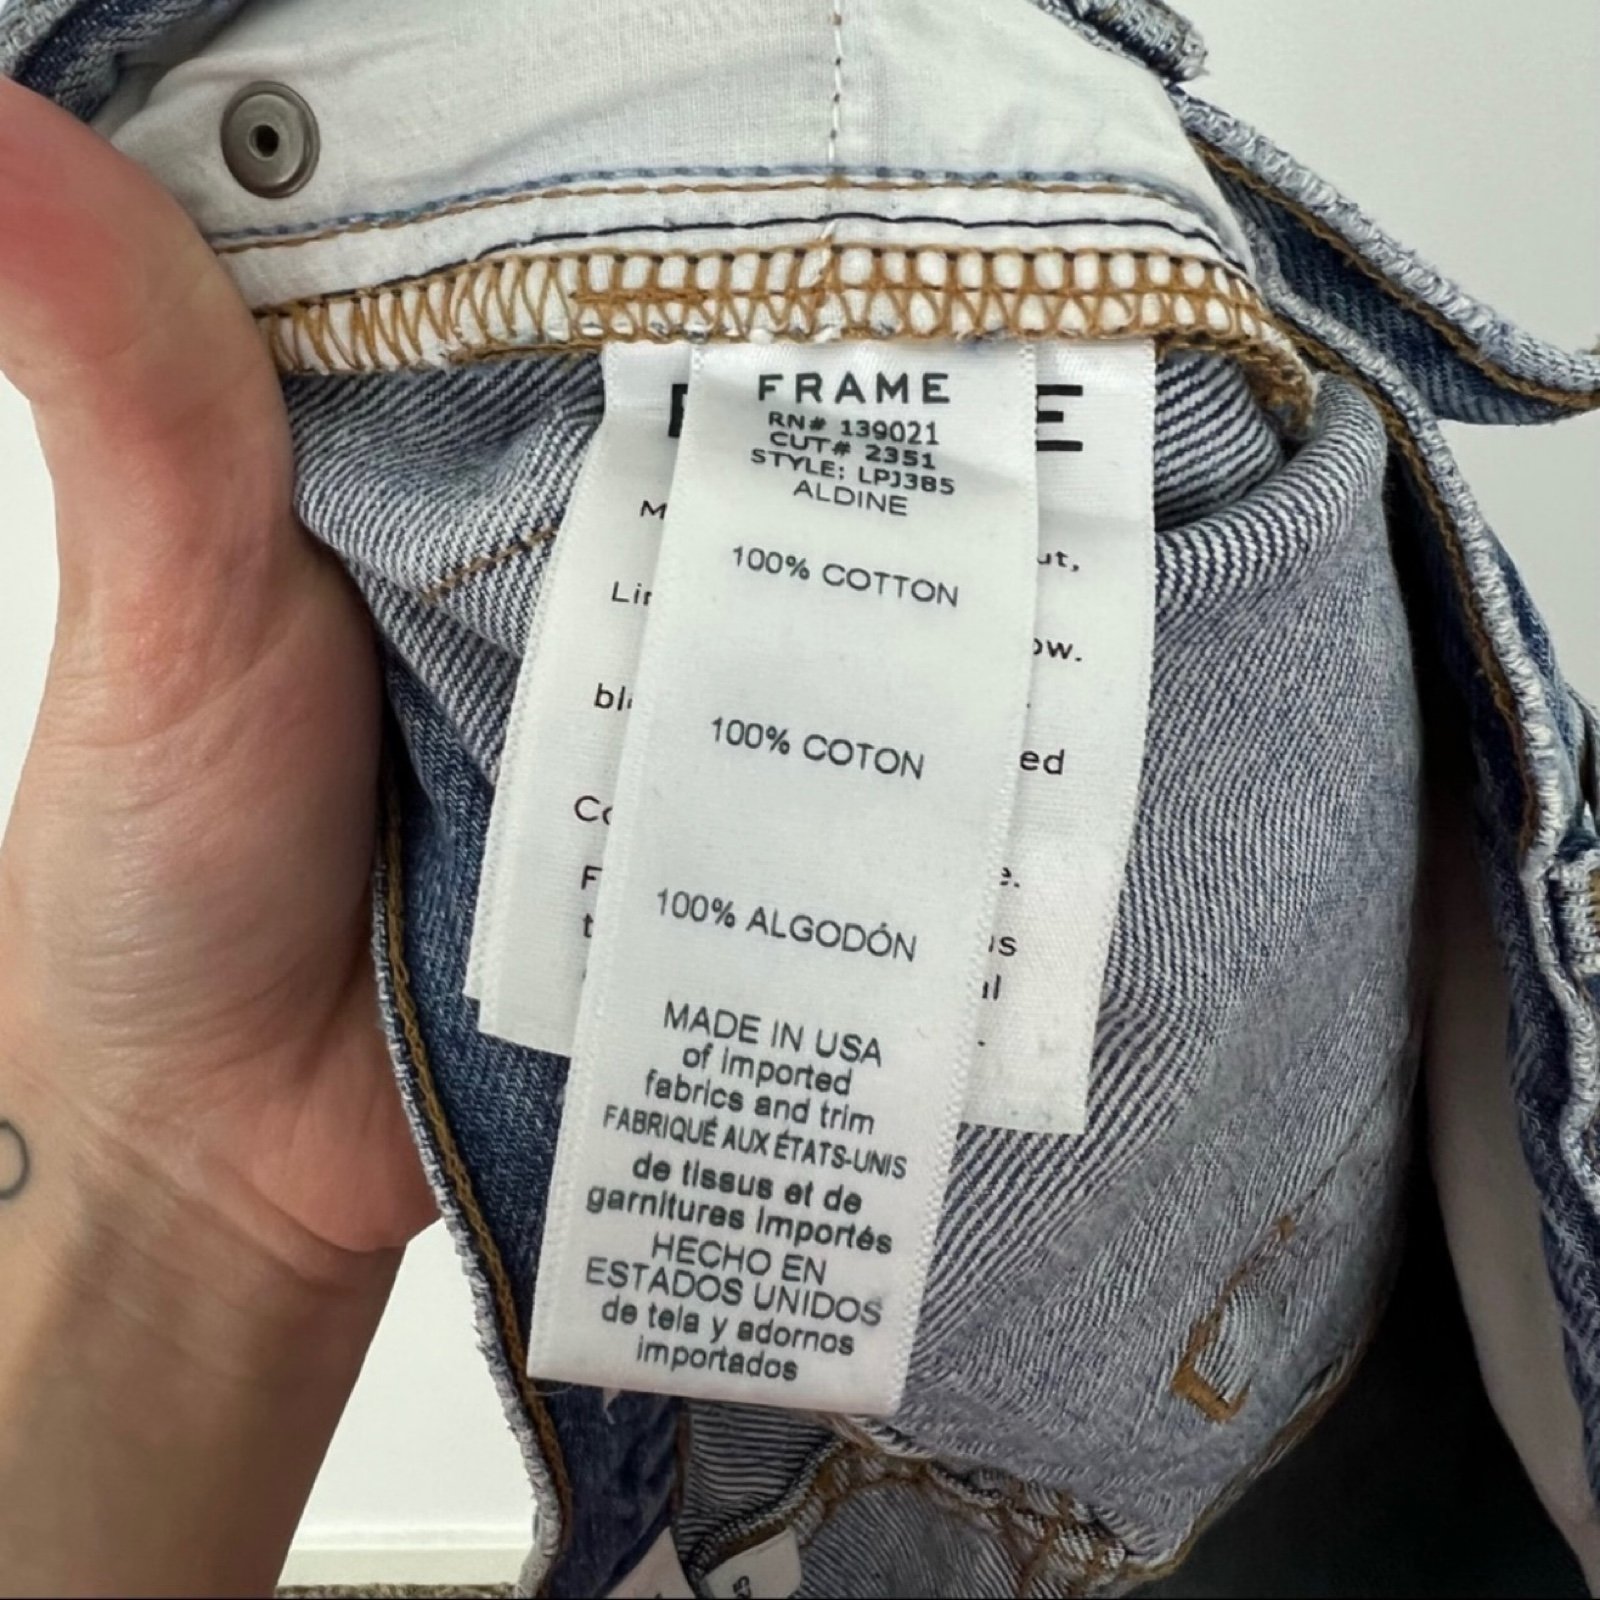 FRAME
RN# 139021
CUT# 2351
STYLE: LPJ385
ALDINE
100% COTTON
100% COTON
100% ALGODÓN
MADE IN USA
of imported
fabrics and trim
FABRIQUÉ AUX ÉTATS-UNIS
de tissus et de
garnitures importés
HECHO EN
ESTADOS UNIDOS
de tela y adornos
importados